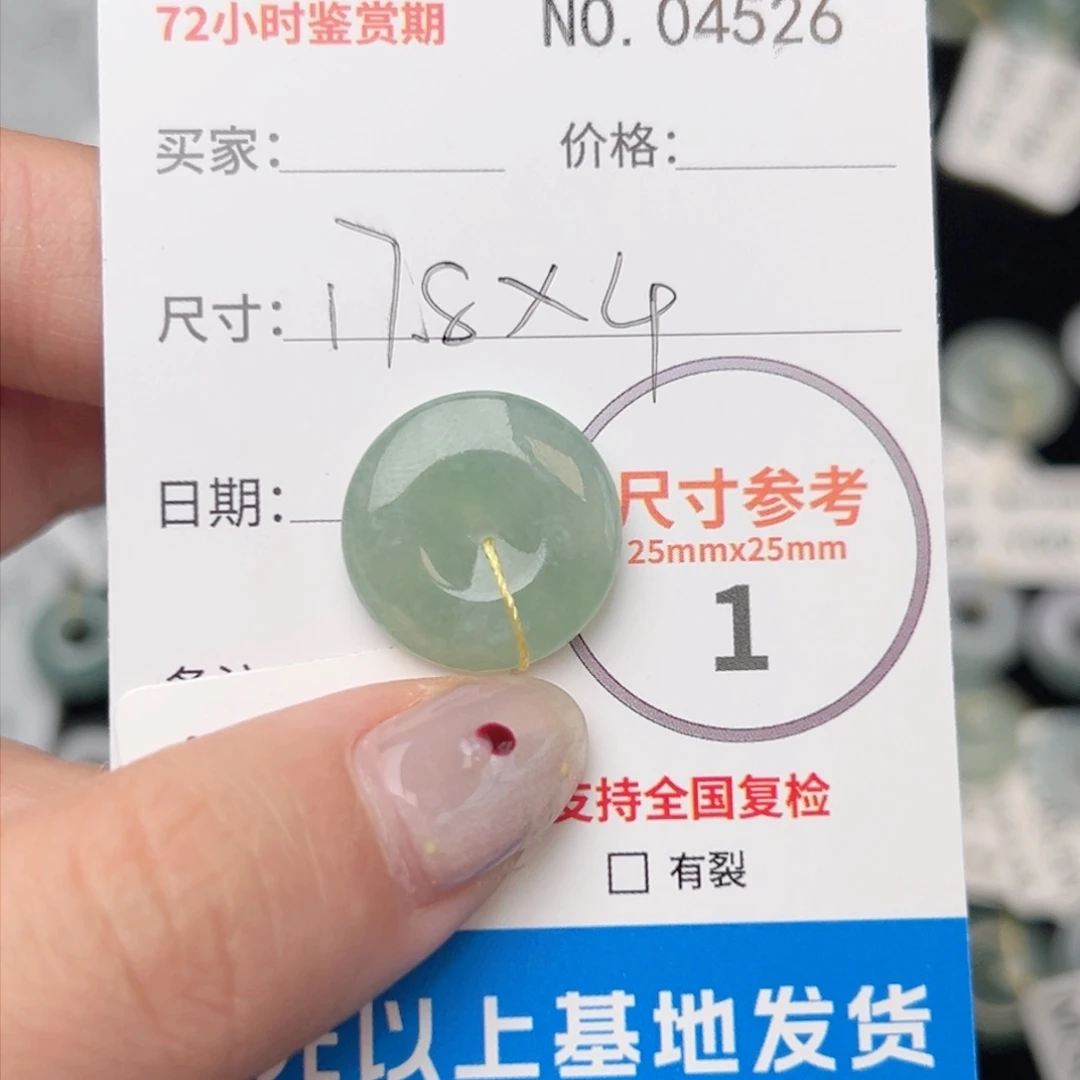 72小时鉴赏期 NO. 04526
买家: 价格:
尺寸: 17.8×4
日期:
尺寸参考
25mmx25mm
1
支持全国复检
□ 有裂
以上基地发货